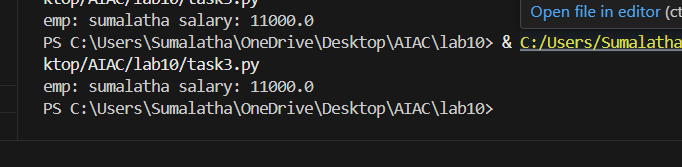 ktop/AIAC/lab10/task3.py
Open file in editor (ct
emp: sumalatha salary: 11000.0
PS C:\Users\Sumalatha\OneDrive\Desktop\AIAC\lab10> & C:/Users/Sumalatha
ktop/AIAC/lab10/task3.py
emp: sumalatha salary: 11000.0
PS C:\Users\Sumalatha\OneDrive\Desktop\AIAC\lab10>